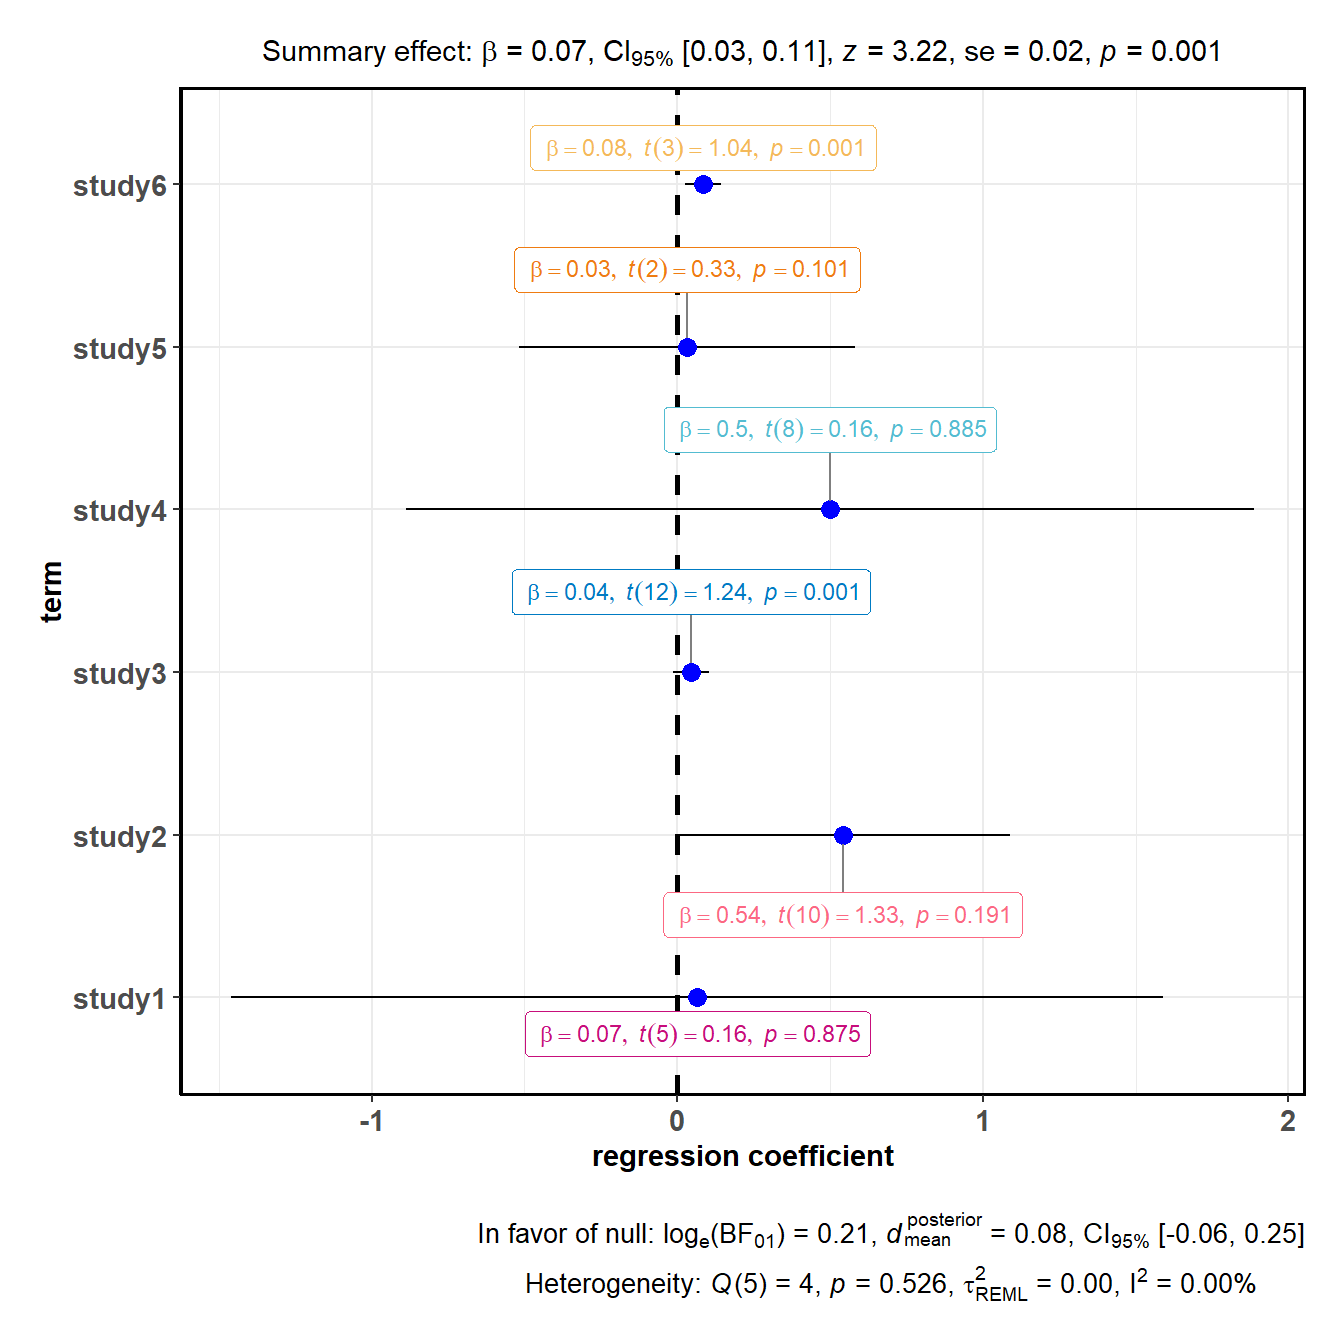 Summary effect: β = 0.07, CI95% [0.03, 0.11], z = 3.22, se = 0.02, p = 0.001
β = 0.08, t(3) = 1.04, p = 0.001
study6
β = 0.03, t(2) = 0.33, p = 0.101
study5
β = 0.5, t(8) = 0.16, p = 0.885
study4
term
β = 0.04, t(12) = 1.24, p = 0.001
study3
study2
β = 0.54, t(10) = 1.33, p = 0.191
study1
β = 0.07, t(5) = 0.16, p = 0.875
-1 0 1 2
regression coefficient
In favor of null: loge(BF01) = 0.21, d posterior mean = 0.08, CI95% [-0.06, 0.25]
Heterogeneity: Q(5) = 4, p = 0.526, τ²REML = 0.00, I² = 0.00%